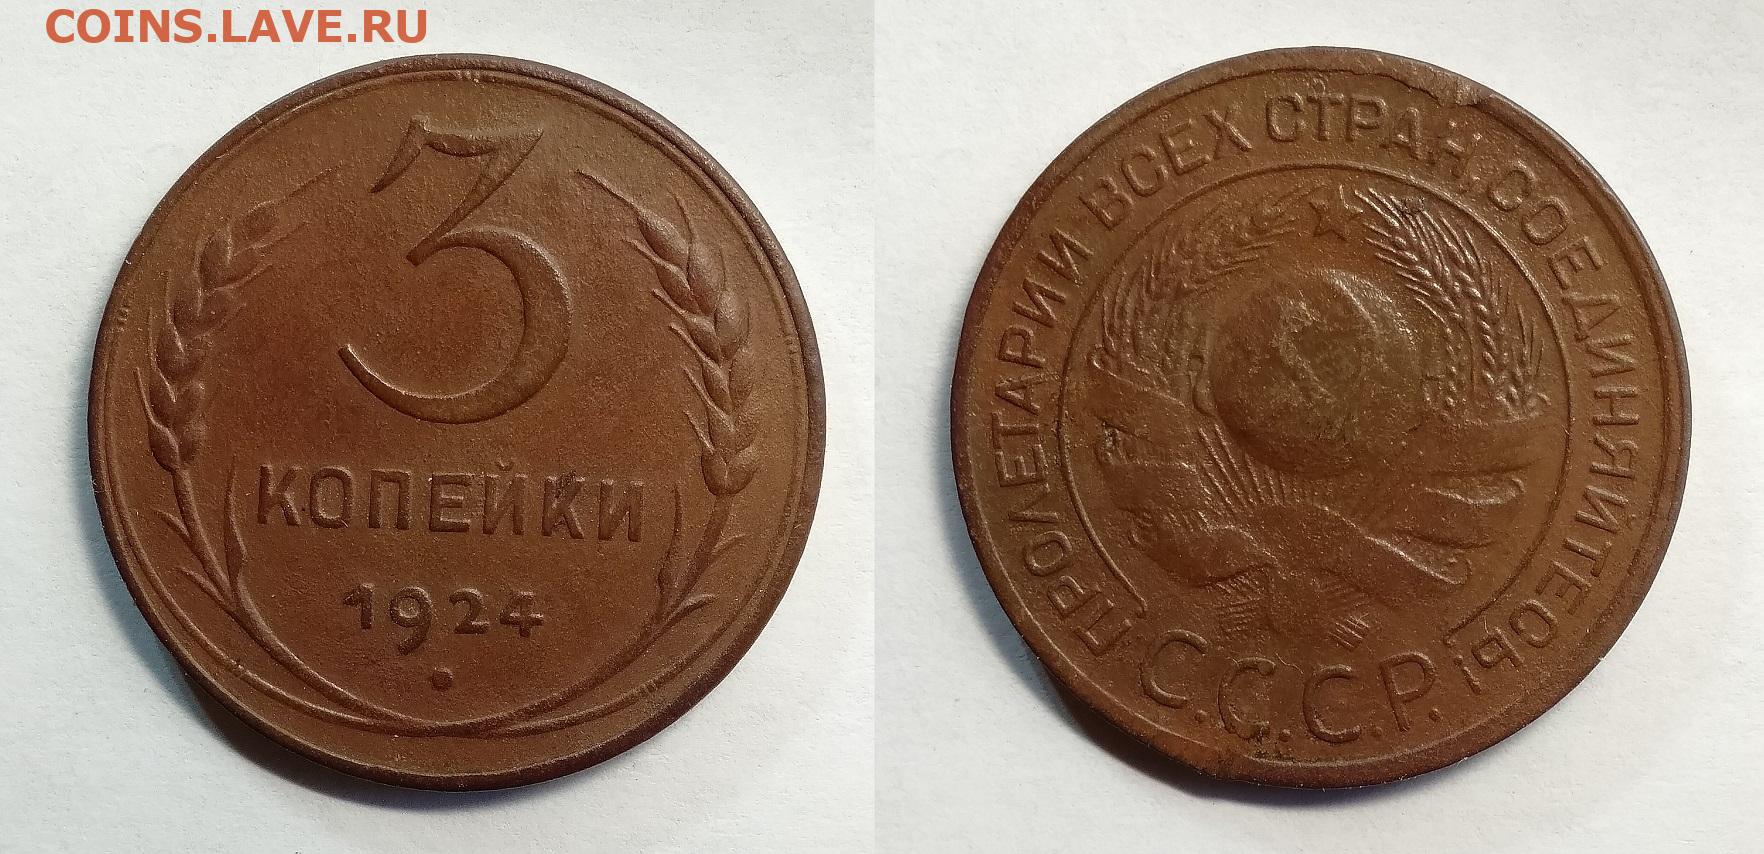 COINS.LAVE.RU
3
КОПЕЙКИ
1924
ПРОЛЕТАРИИ ВСЕХ СТРАН, СОЕДИНЯЙТЕСЬ!
С.С.С.Р.